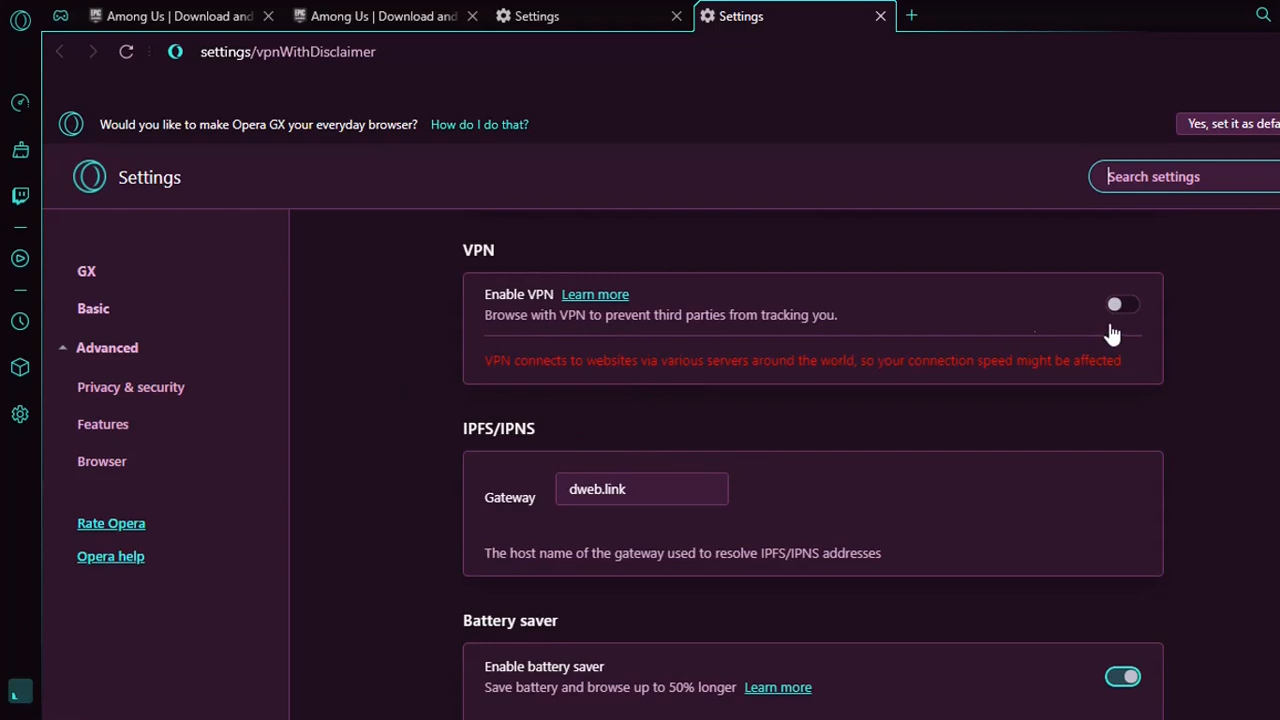 Among Us | Download and
Among Us | Download and
Settings
Settings
settings/vpnWithDisclaimer
Would you like to make Opera GX your everyday browser? How do I do that?
Yes, set it as defa
Settings
Search settings
GX
Basic
Advanced
Privacy & security
Features
Browser
Rate Opera
Opera help
VPN
Enable VPN Learn more
Browse with VPN to prevent third parties from tracking you.
VPN connects to websites via various servers around the world, so your connection speed might be affected
IPFS/IPNS
Gateway dweb.link
The host name of the gateway used to resolve IPFS/IPNS addresses
Battery saver
Enable battery saver
Save battery and browse up to 50% longer Learn more